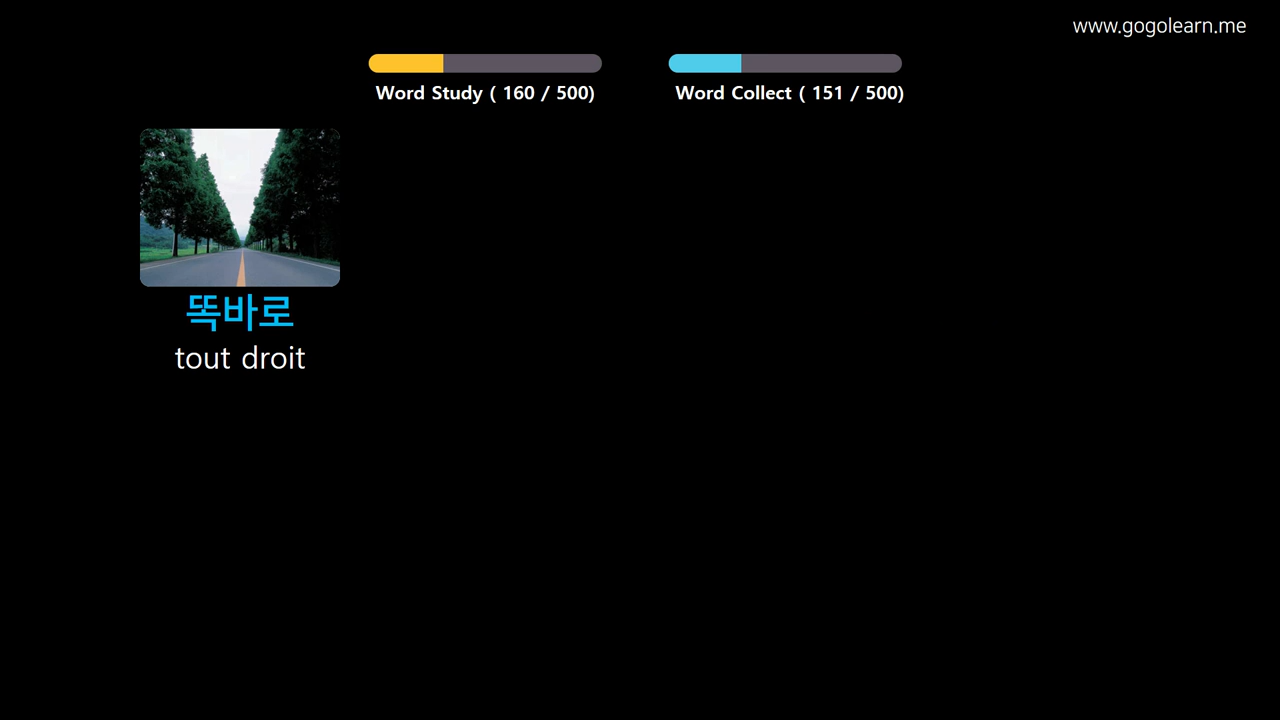 www.gogolearn.me
Word Study ( 160 / 500)
Word Collect ( 151 / 500)
똑바로
tout droit